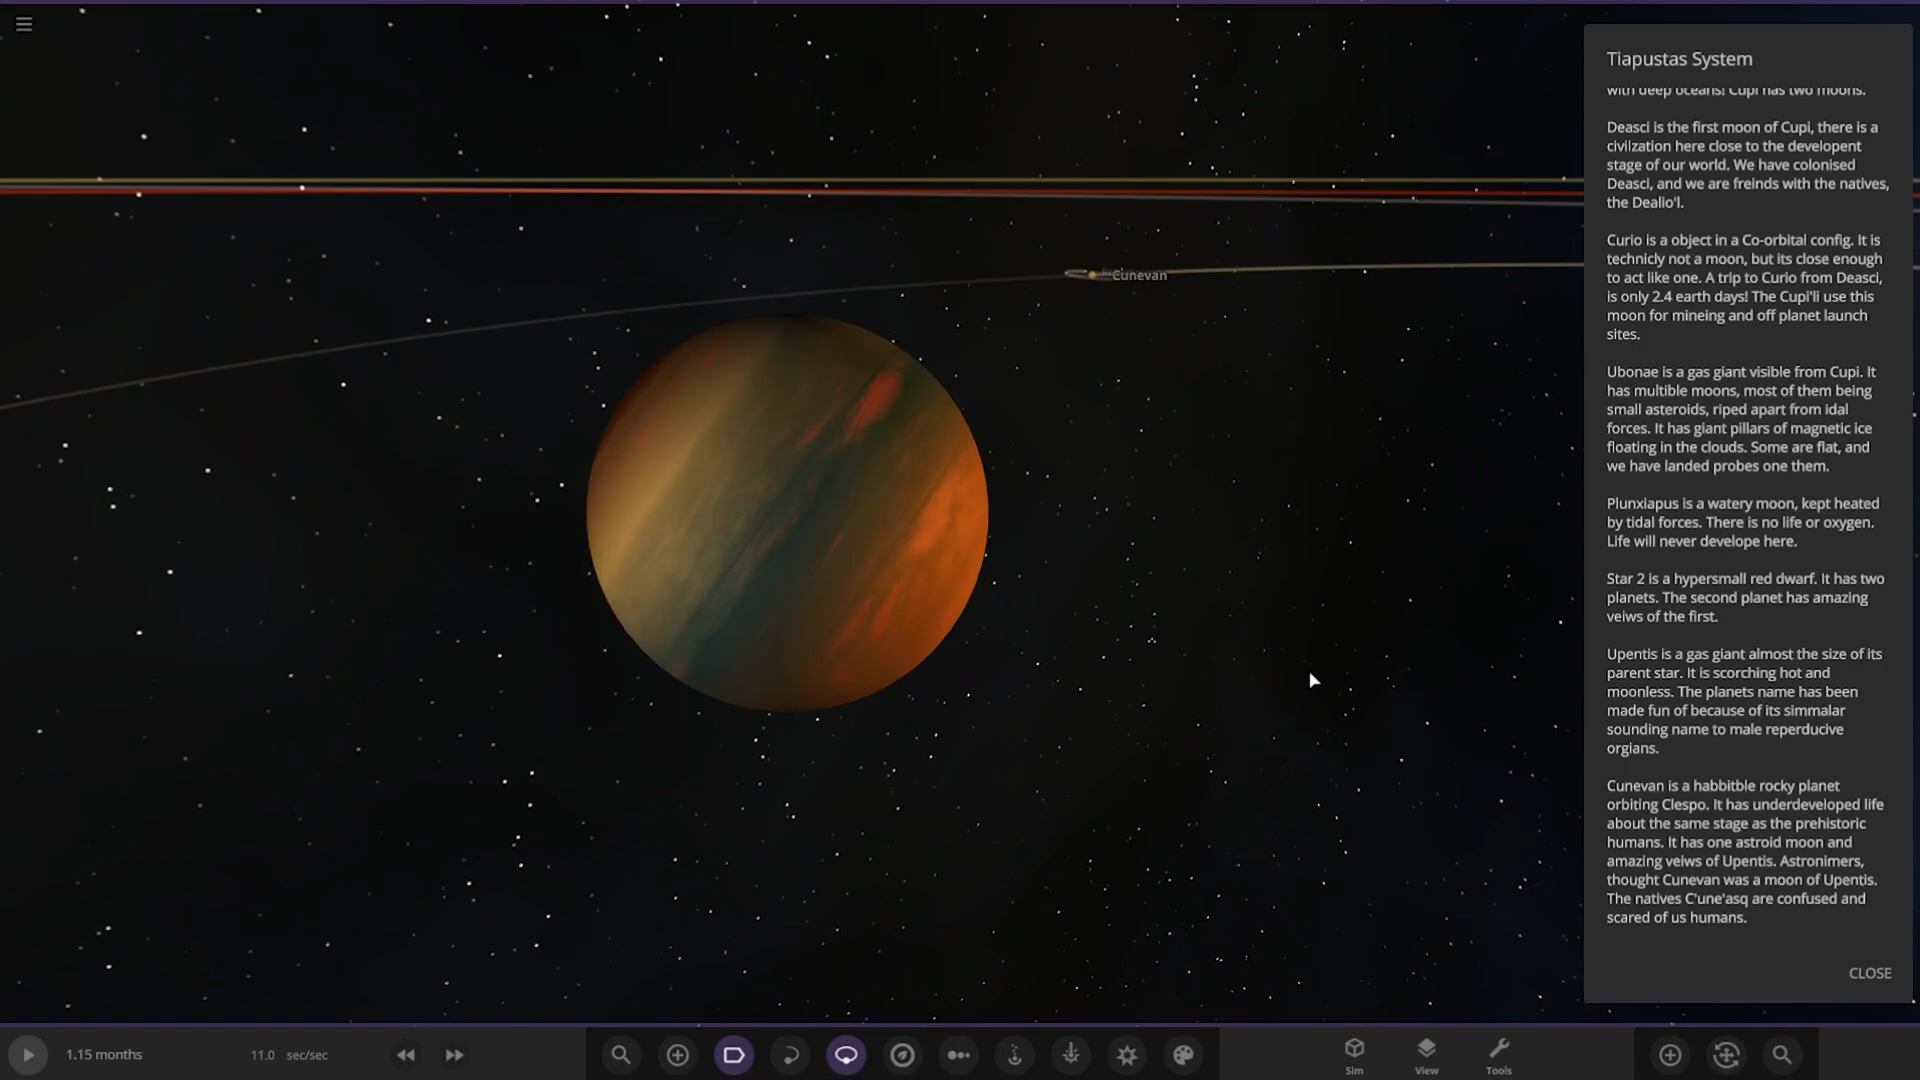 Tiapustas System
with deep oceans! Cupi has two moons.
Deasci is the first moon of Cupi, there is a
civilzation here close to the developent
stage of our world. We have colonised
Deasci, and we are freinds with the natives,
the Dealio'l.
Curio is a object in a Co-orbital config. It is
technicly not a moon, but its close enough
to act like one. A trip to Curio from Deasci,
is only 2.4 earth days! The Cupi'li use this
moon for mineing and off planet launch
sites.
Ubonae is a gas giant visible from Cupi. It
has multible moons, most of them being
small asteroids, riped apart from idal
forces. It has giant pillars of magnetic ice
floating in the clouds. Some are flat, and
we have landed probes one them.
Plunxiapus is a watery moon, kept heated
by tidal forces. There is no life or oxygen.
Life will never develope here.
Star 2 is a hypersmall red dwarf. It has two
planets. The second planet has amazing
veiws of the first.
Upentis is a gas giant almost the size of its
parent star. It is scorching hot and
moonless. The planets name has been
made fun of because of its simmalar
sounding name to male reperducive
orgians.
Cunevan is a habbitble rocky planet
orbiting Clespo. It has underdeveloped life
about the same stage as the prehistoric
humans. It has one astroid moon and
amazing veiws of Upentis. Astronimers,
thought Cunevan was a moon of Upentis.
The natives C'une'asq are confused and
scared of us humans.
CLOSE
Cunevan
1.15 months
11.0 sec/sec
Sim
View
Tools